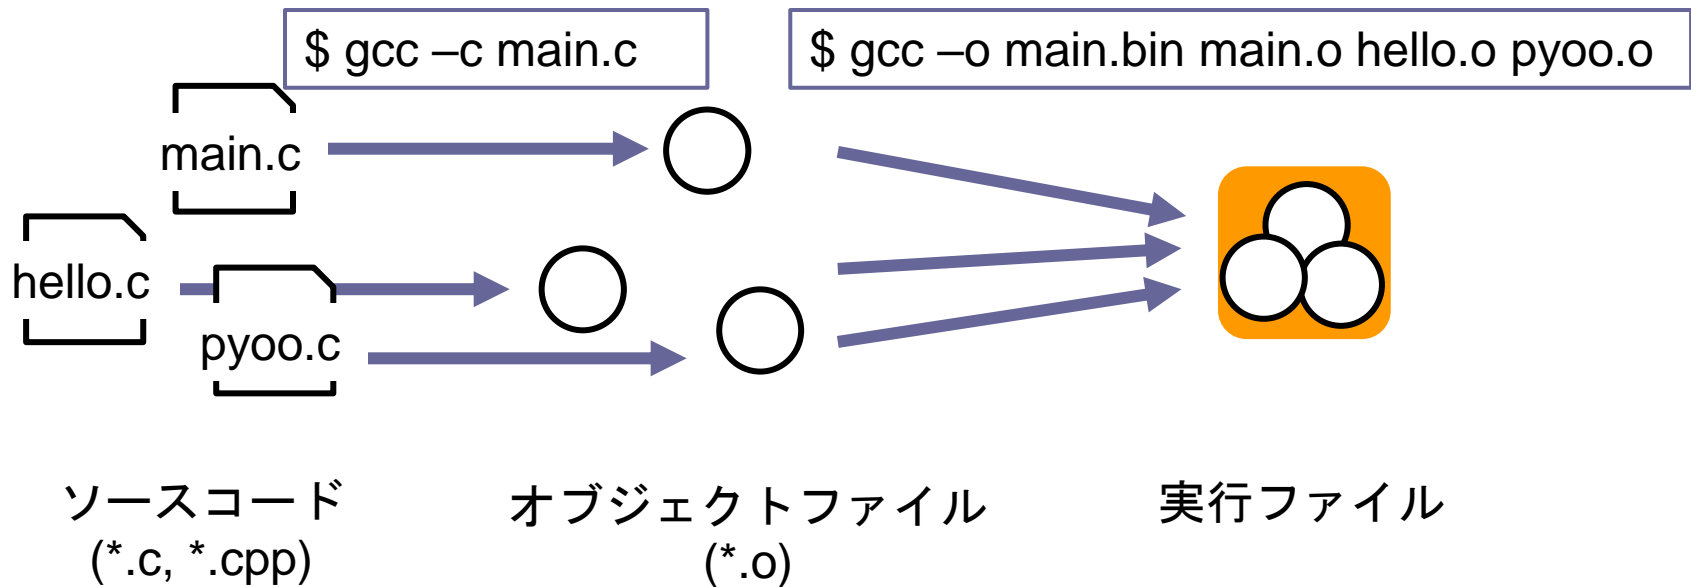 $ gcc –c main.c
$ gcc –o main.bin main.o hello.o pyoo.o
main.c
hello.c
pyoo.c
ソースコード
(*.c, *.cpp)
オブジェクトファイル
(*.o)
実行ファイル